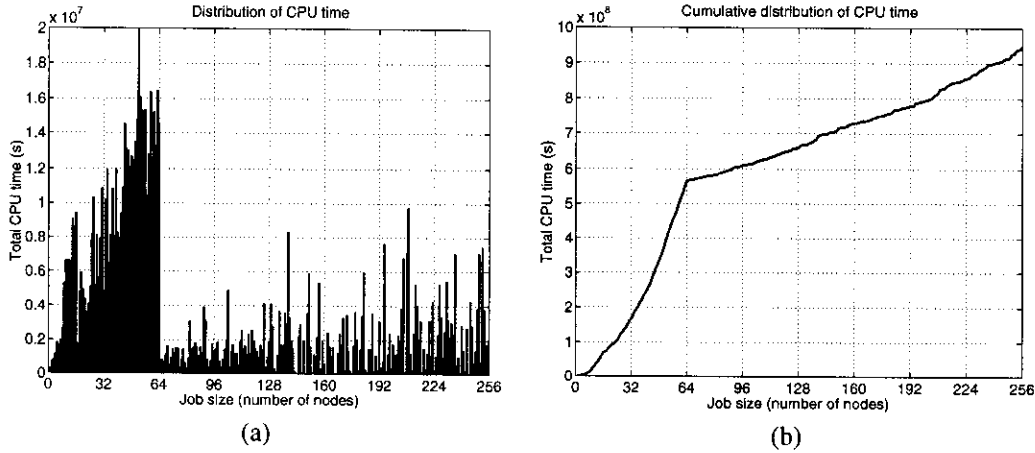 Distribution of CPU time
x 10^7
2
1.8
1.6
1.4
1.2
1
0.8
0.6
0.4
0.2
0
Total CPU time (s)
0 32 64 96 128 160 192 224 256
Job size (number of nodes)
(a)
Cumulative distribution of CPU time
x 10^8
10
9
8
7
6
5
4
3
2
1
0
Total CPU time (s)
0 32 64 96 128 160 192 224 256
Job size (number of nodes)
(b)